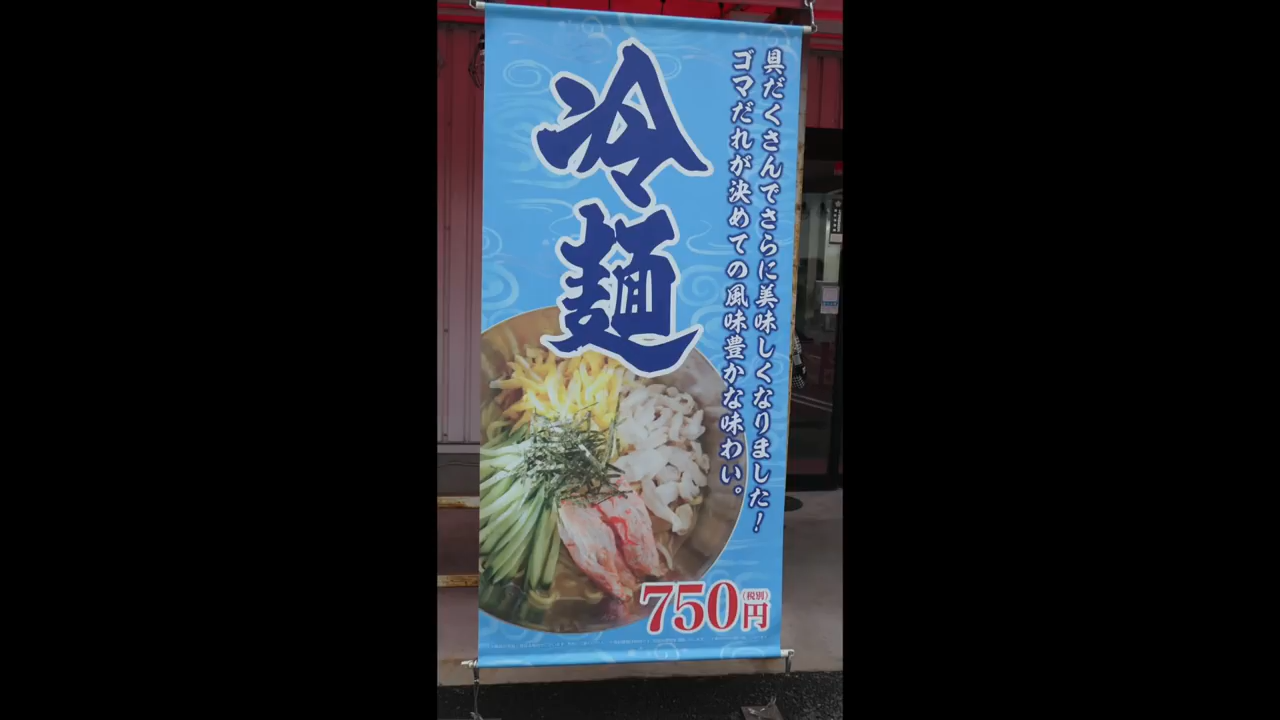 冷麺
具だくさんでさらに美味しくなりました！
ゴマだれが決めての風味豊かな味わい。
750円(税別)